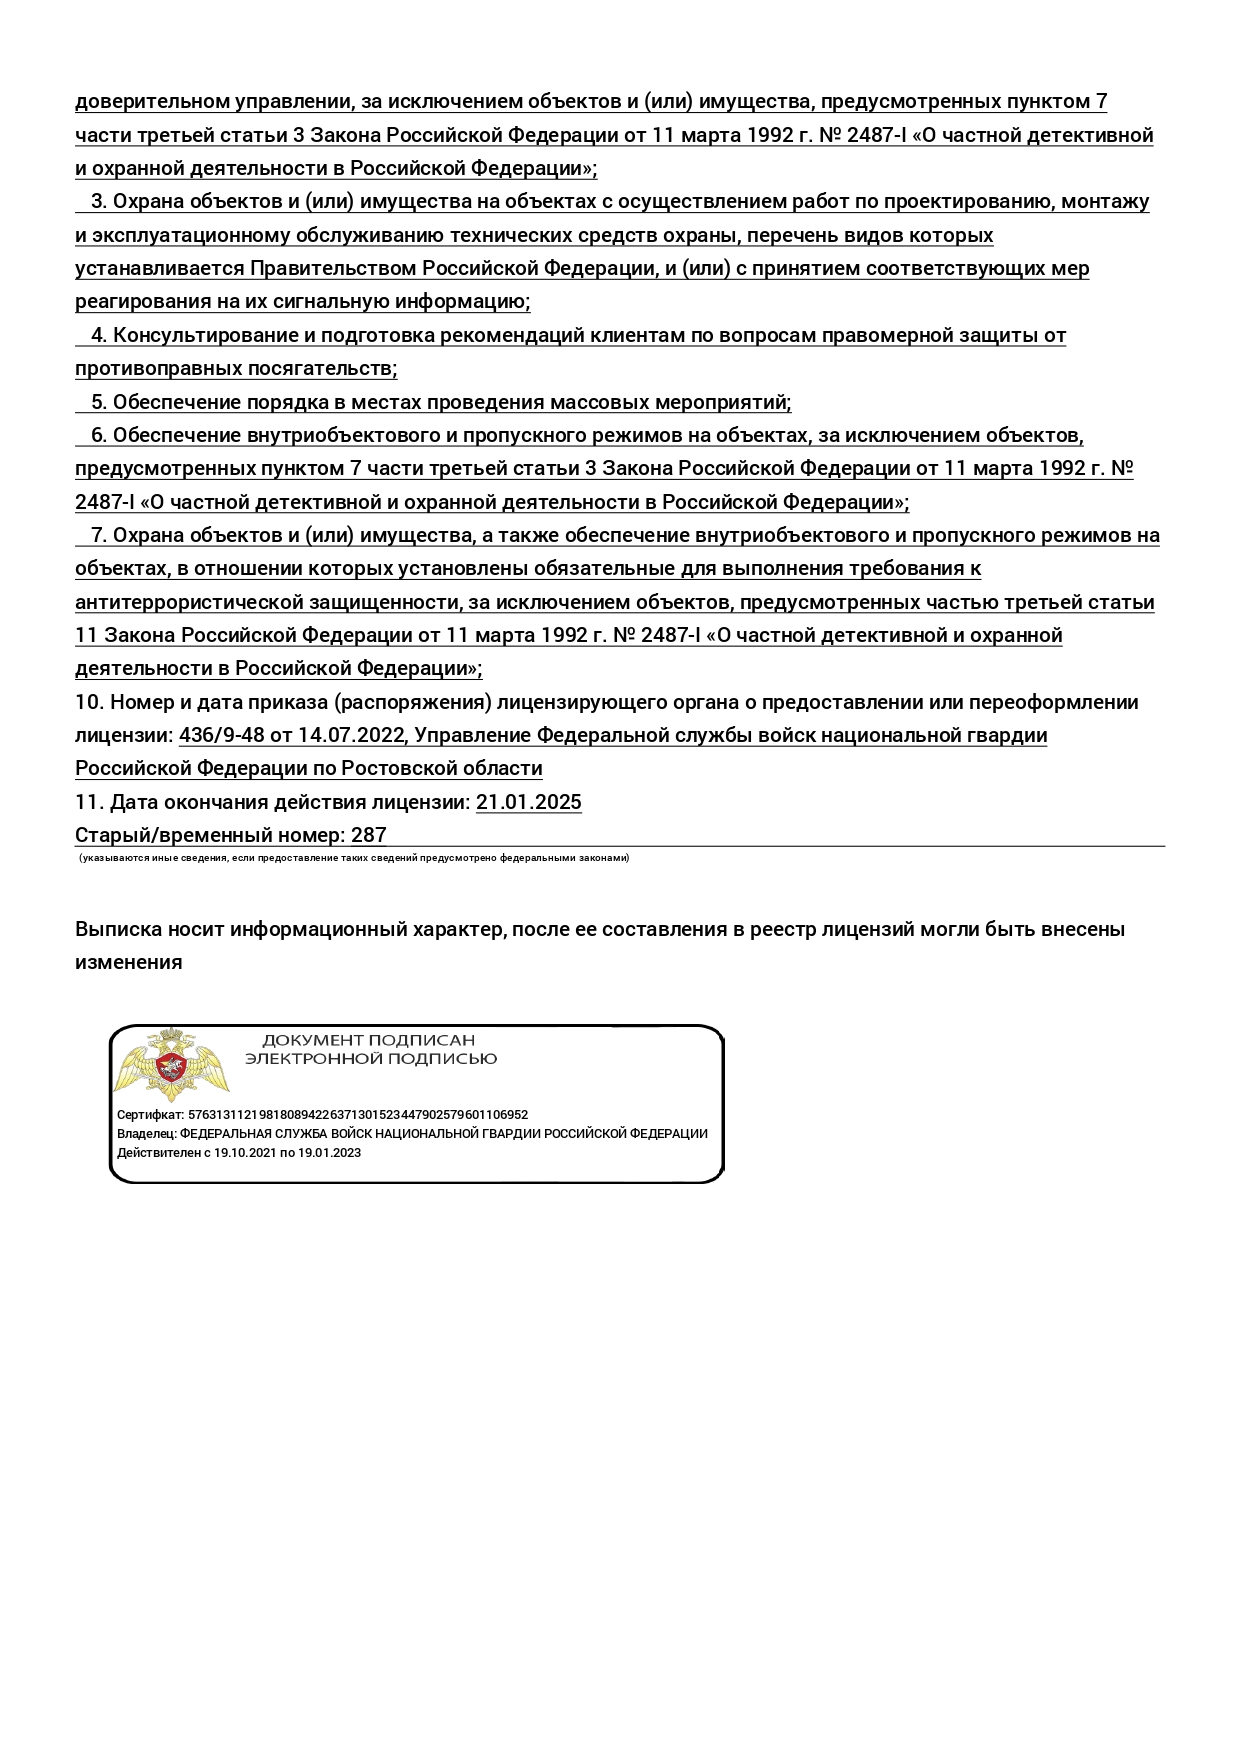 доверительном управлении, за исключением объектов и (или) имущества, предусмотренных пунктом 7
части третьей статьи 3 Закона Российской Федерации от 11 марта 1992 г. № 2487-I «О частной детективной
и охранной деятельности в Российской Федерации»;
3. Охрана объектов и (или) имущества на объектах с осуществлением работ по проектированию, монтажу
и эксплуатационному обслуживанию технических средств охраны, перечень видов которых
устанавливается Правительством Российской Федерации, и (или) с принятием соответствующих мер
реагирования на их сигнальную информацию;
4. Консультирование и подготовка рекомендаций клиентам по вопросам правомерной защиты от
противоправных посягательств;
5. Обеспечение порядка в местах проведения массовых мероприятий;
6. Обеспечение внутриобъектового и пропускного режимов на объектах, за исключением объектов,
предусмотренных пунктом 7 части третьей статьи 3 Закона Российской Федерации от 11 марта 1992 г. №
2487-I «О частной детективной и охранной деятельности в Российской Федерации»;
7. Охрана объектов и (или) имущества, а также обеспечение внутриобъектового и пропускного режимов на
объектах, в отношении которых установлены обязательные для выполнения требования к
антитеррористической защищенности, за исключением объектов, предусмотренных частью третьей статьи
11 Закона Российской Федерации от 11 марта 1992 г. № 2487-I «О частной детективной и охранной
деятельности в Российской Федерации»;
10. Номер и дата приказа (распоряжения) лицензирующего органа о предоставлении или переоформлении
лицензии: 436/9-48 от 14.07.2022, Управление Федеральной службы войск национальной гвардии
Российской Федерации по Ростовской области
11. Дата окончания действия лицензии: 21.01.2025
Старый/временный номер: 287
(указываются иные сведения, если предоставление таких сведений предусмотрено федеральными законами)
Выписка носит информационный характер, после ее составления в реестр лицензий могли быть внесены
изменения
ДОКУМЕНТ ПОДПИСАН
ЭЛЕКТРОННОЙ ПОДПИСЬЮ
Сертифкат: 576313112198180894226371301523447902579601106952
Владелец: ФЕДЕРАЛЬНАЯ СЛУЖБА ВОЙСК НАЦИОНАЛЬНОЙ ГВАРДИИ РОССИЙСКОЙ ФЕДЕРАЦИИ
Действителен с 19.10.2021 по 19.01.2023